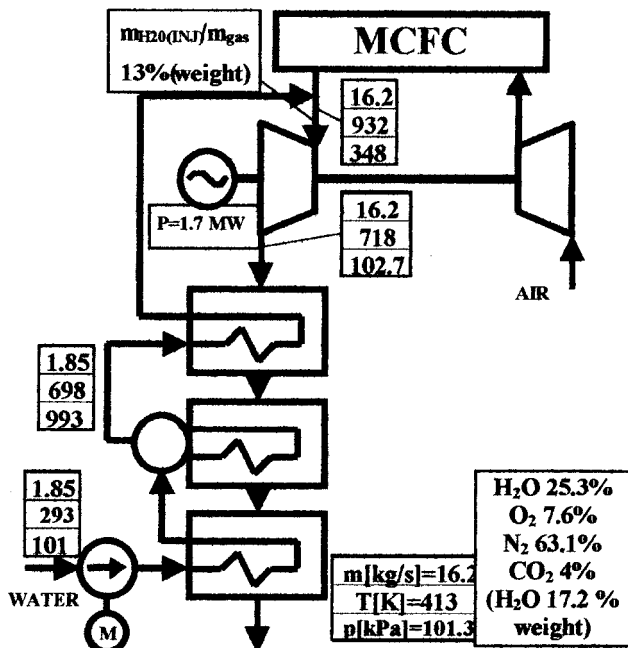 mH20(INJ)/mgas
13%(weight)
MCFC
16.2
932
348
P=1.7 MW
16.2
718
102.7
AIR
1.85
698
993
1.85
293
101
WATER
M
m[kg/s]=16.2
T[K]=413
p[kPa]=101.3
H₂O 25.3%
O₂ 7.6%
N₂ 63.1%
CO₂ 4%
(H₂O 17.2 %
weight)